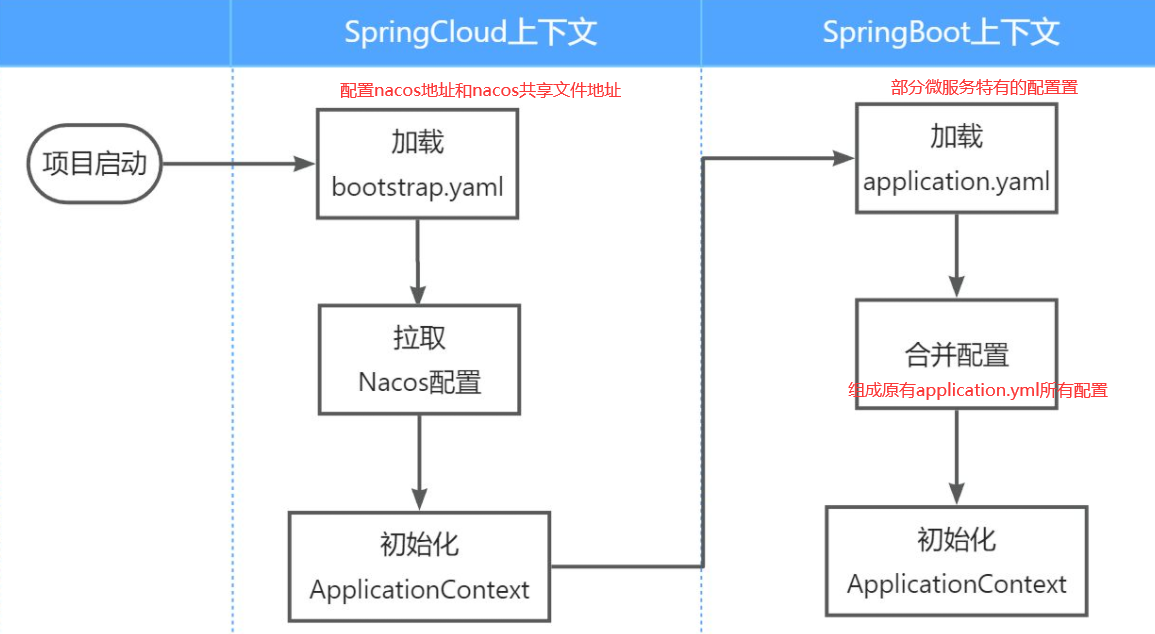 SpringCloud上下文
SpringBoot上下文
项目启动
配置nacos地址和nacos共享文件地址
加载
bootstrap.yaml
拉取
Nacos配置
初始化
ApplicationContext
部分微服务特有的配置置
加载
application.yaml
合并配置
组成原有application.yml所有配置
初始化
ApplicationContext